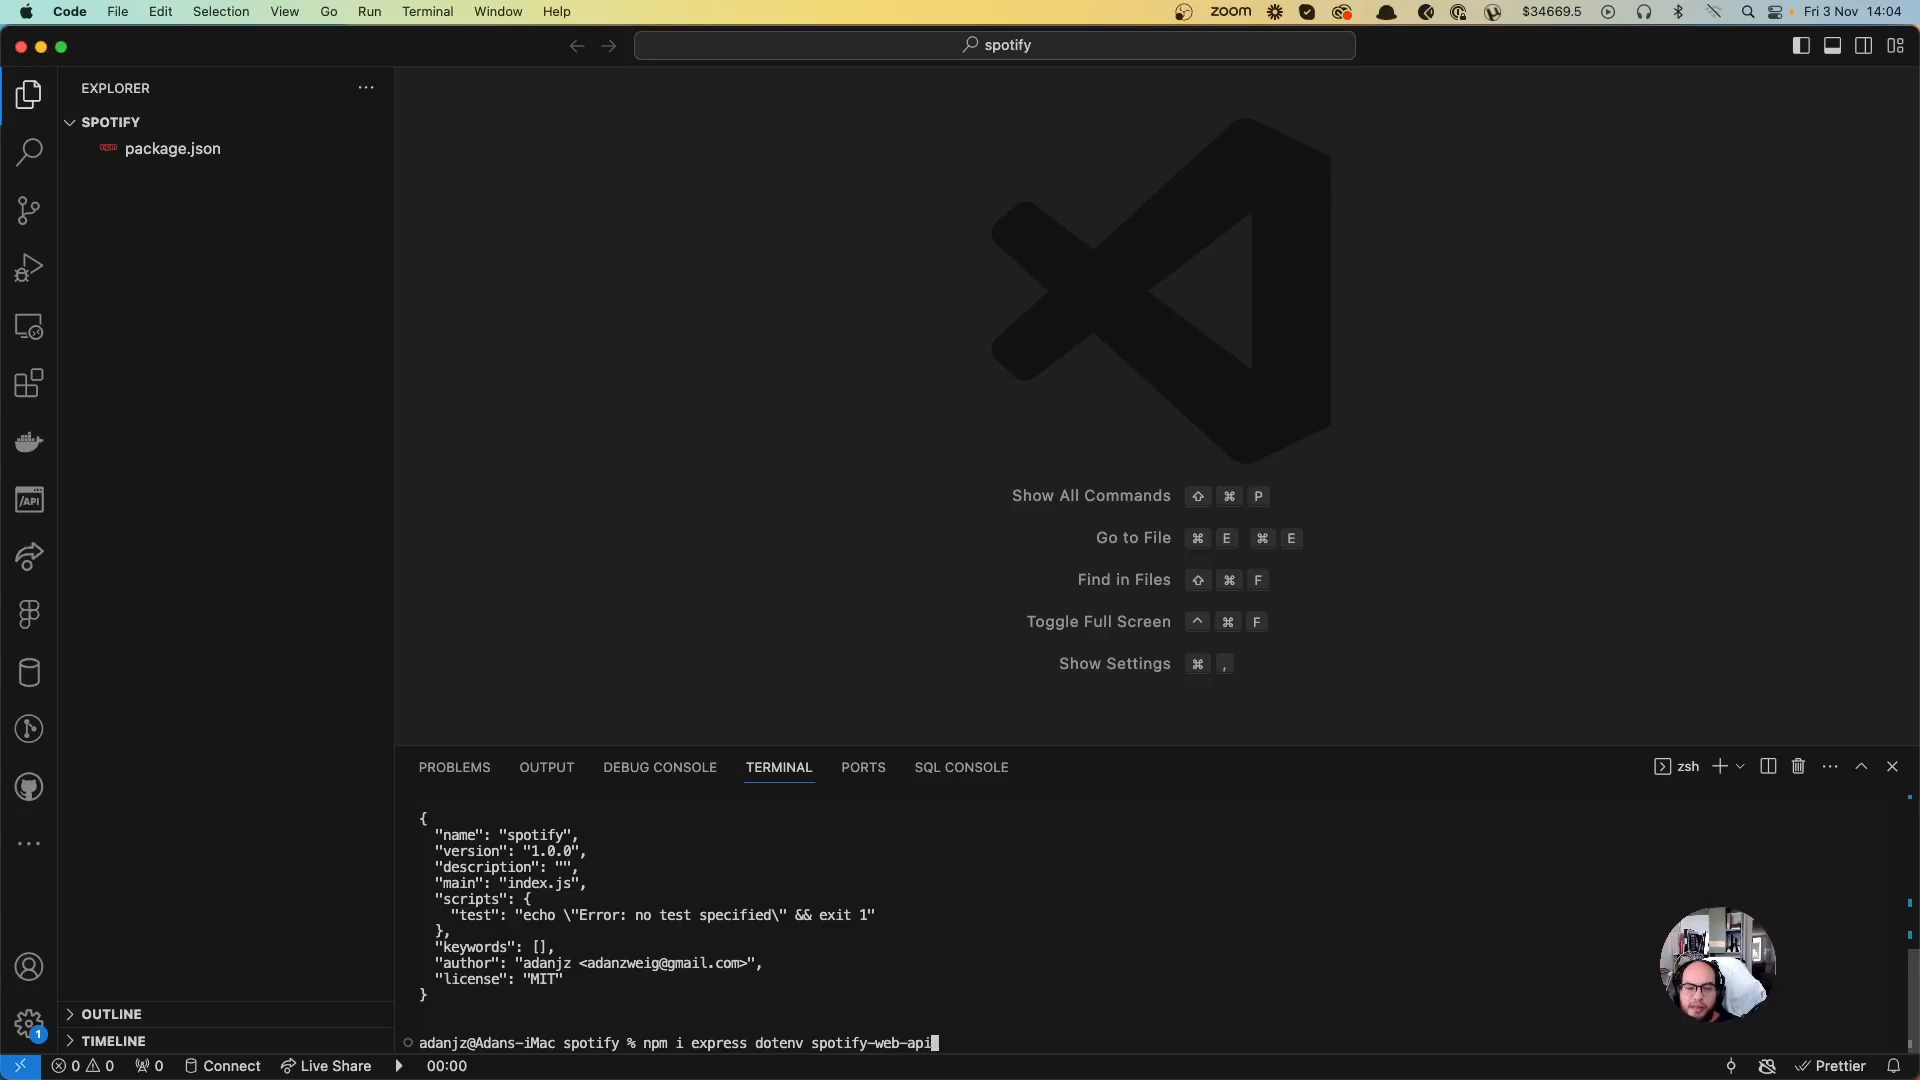 Code File Edit Selection View Go Run Terminal Window Help zoom $34669.5 Fri 3 Nov 14:04
spotify
EXPLORER
SPOTIFY
package.json
Show All Commands ⇧ ⌘ P
Go to File ⌘ E ⌘ E
Find in Files ⇧ ⌘ F
Toggle Full Screen ^ ⌘ F
Show Settings ⌘ ,
PROBLEMS OUTPUT DEBUG CONSOLE TERMINAL PORTS SQL CONSOLE zsh
{
"name": "spotify",
"version": "1.0.0",
"description": "",
"main": "index.js",
"scripts": {
"test": "echo \"Error: no test specified\" && exit 1"
},
"keywords": [],
"author": "adanjz <adanzweig@gmail.com>",
"license": "MIT"
}
adanjz@Adans-iMac spotify % npm i express dotenv spotify-web-api
/API
1
OUTLINE
TIMELINE
0 0 0 Connect Live Share 00:00 Prettier